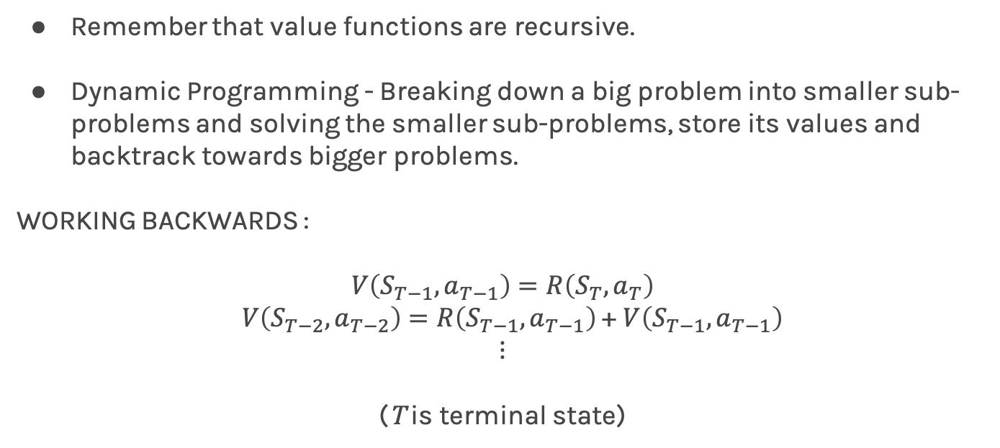 ● Remember that value functions are recursive.
● Dynamic Programming - Breaking down a big problem into smaller sub-
problems and solving the smaller sub-problems, store its values and
backtrack towards bigger problems.
WORKING BACKWARDS :
V(S_{T−1}, a_{T−1}) = R(S_T, a_T)
V(S_{T−2}, a_{T−2}) = R(S_{T−1}, a_{T−1}) + V(S_{T−1}, a_{T−1})
⋮
(T is terminal state)